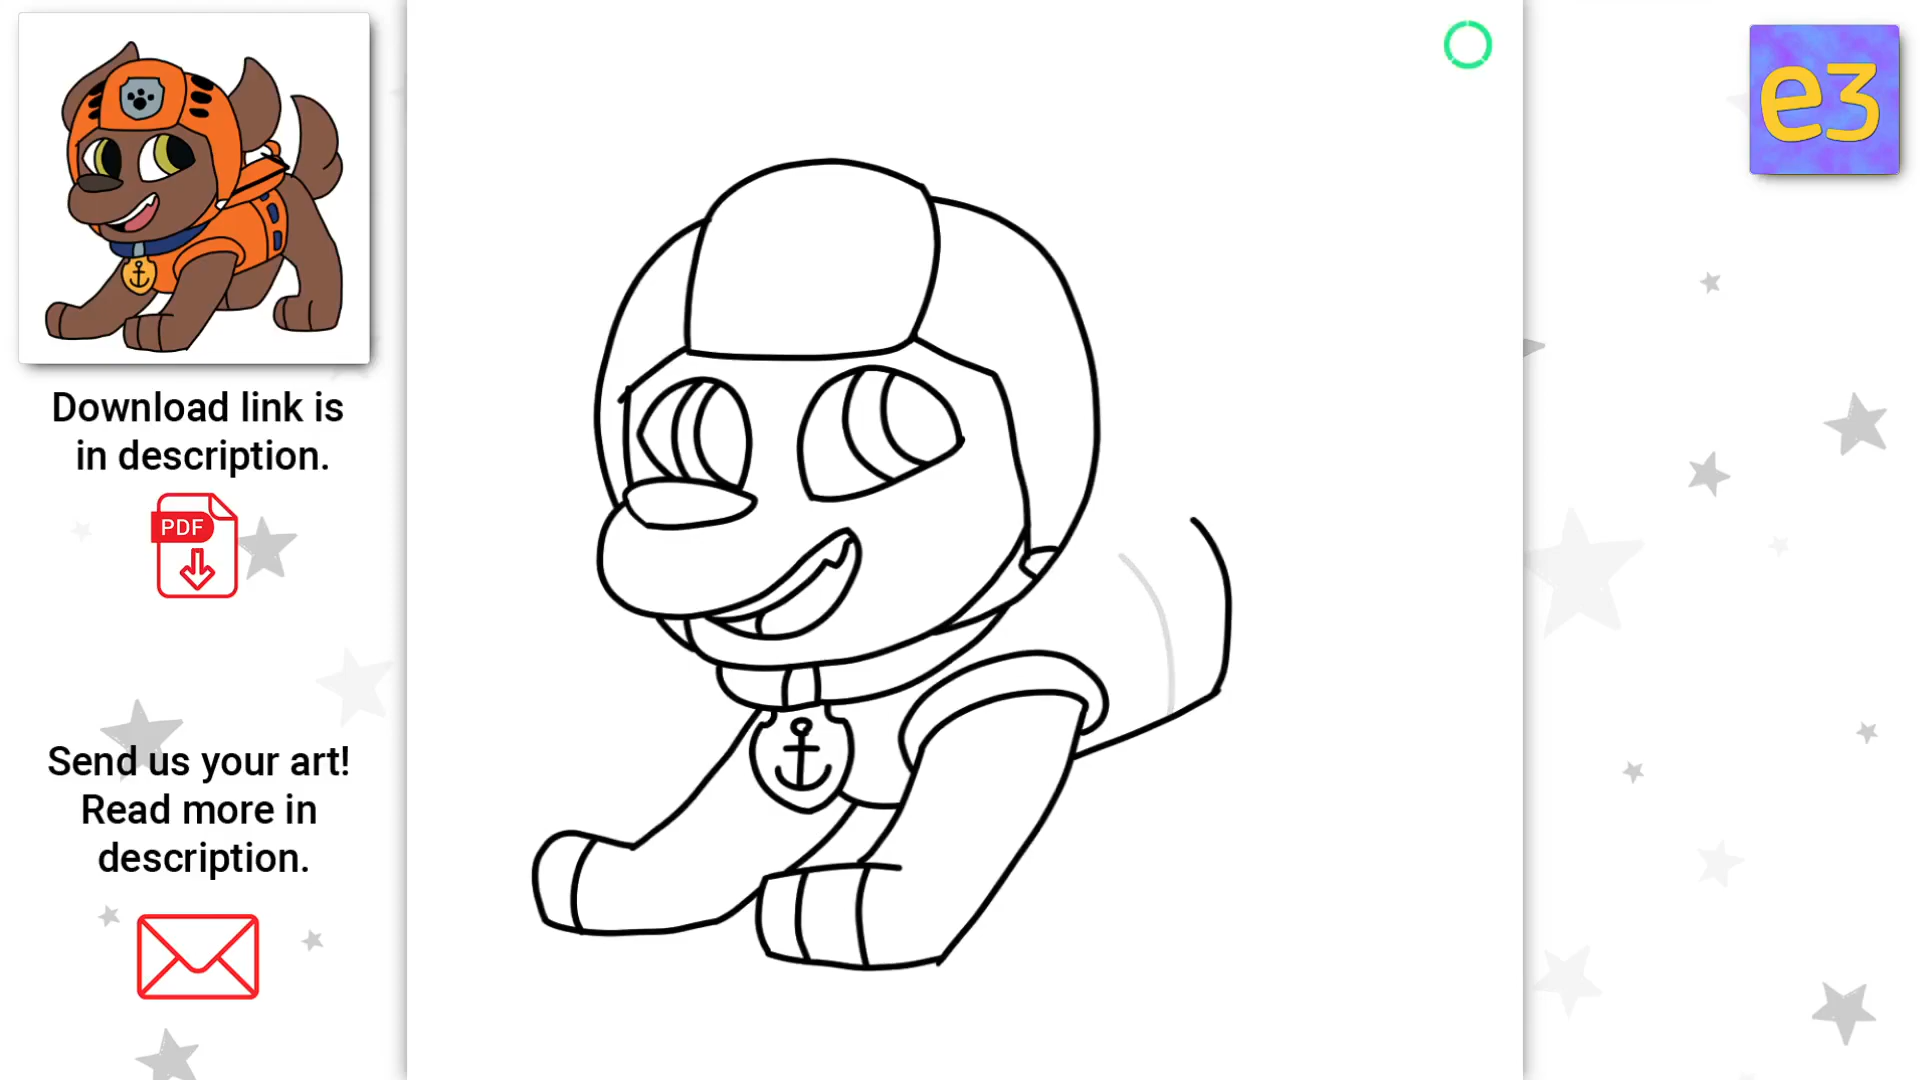 Download link is
in description.
PDF
Send us your art!
Read more in
description.
e3